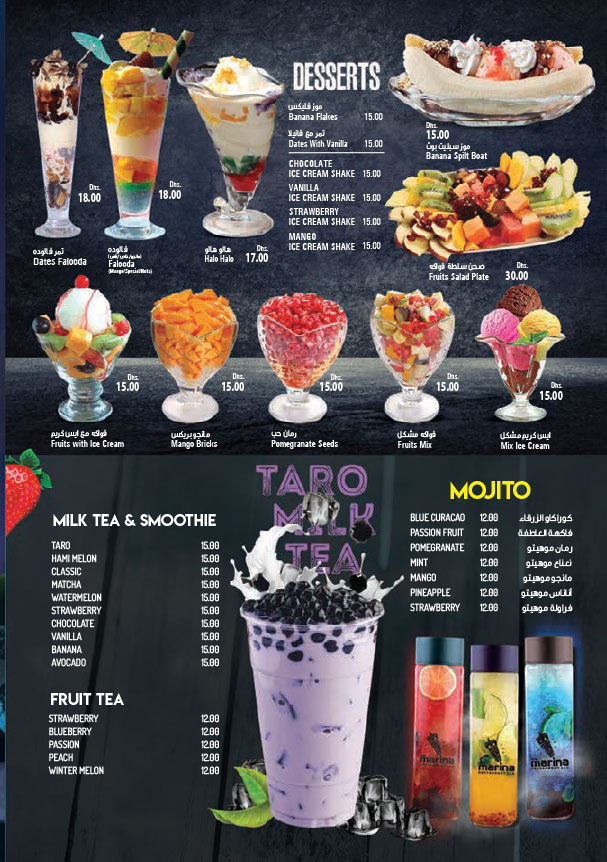 DESSERTS
موز فليكس
Banana Flakes 15.00
تمر مع فانيلا
Dates With Vanilla 15.00
CHOCOLATE
ICE CREAM SHAKE 15.00
VANILLA
ICE CREAM SHAKE 15.00
STRAWBERRY
ICE CREAM SHAKE 15.00
MANGO
ICE CREAM SHAKE 15.00
Dhs.
18.00
تمر فالوده
Dates Falooda
Dhs.
18.00
فالوده
Falooda
(Mango/Special/Nuts)
هالو هالو
Halo Halo
Dhs.
17.00
Dhs.
15.00
موز سبليت بوت
Banana Spilt Boat
صحن سلطة فواكه
Fruits Salad Plate
Dhs.
30.00
Dhs.
15.00
فواكه مع ايس كريم
Fruits with Ice Cream
Dhs.
15.00
مانجو بريكس
Mango Bricks
Dhs.
15.00
رمان حب
Pomegranate Seeds
Dhs.
15.00
فواكه مشكل
Fruits Mix
Dhs.
15.00
ايس كريم مشكل
Mix Ice Cream
TARO
MILK
TEA
MILK TEA & SMOOTHIE
TARO 15.00
HAMI MELON 15.00
CLASSIC 15.00
MATCHA 15.00
WATERMELON 15.00
STRAWBERRY 15.00
CHOCOLATE 15.00
VANILLA 15.00
BANANA 15.00
AVOCADO 15.00
FRUIT TEA
STRAWBERRY 12.00
BLUEBERRY 12.00
PASSION 12.00
PEACH 12.00
WINTER MELON 12.00
MOJITO
BLUE CURACAO 12.00 كوراكاو الزرقاء
PASSION FRUIT 12.00 فاكهة العاطفة
POMEGRANATE 12.00 رمان موهيتو
MINT 12.00 نعناع موهيتو
MANGO 12.00 مانجو موهيتو
PINEAPPLE 12.00 أناناس موهيتو
STRAWBERRY 12.00 فراولة موهيتو
marina
marina
marina